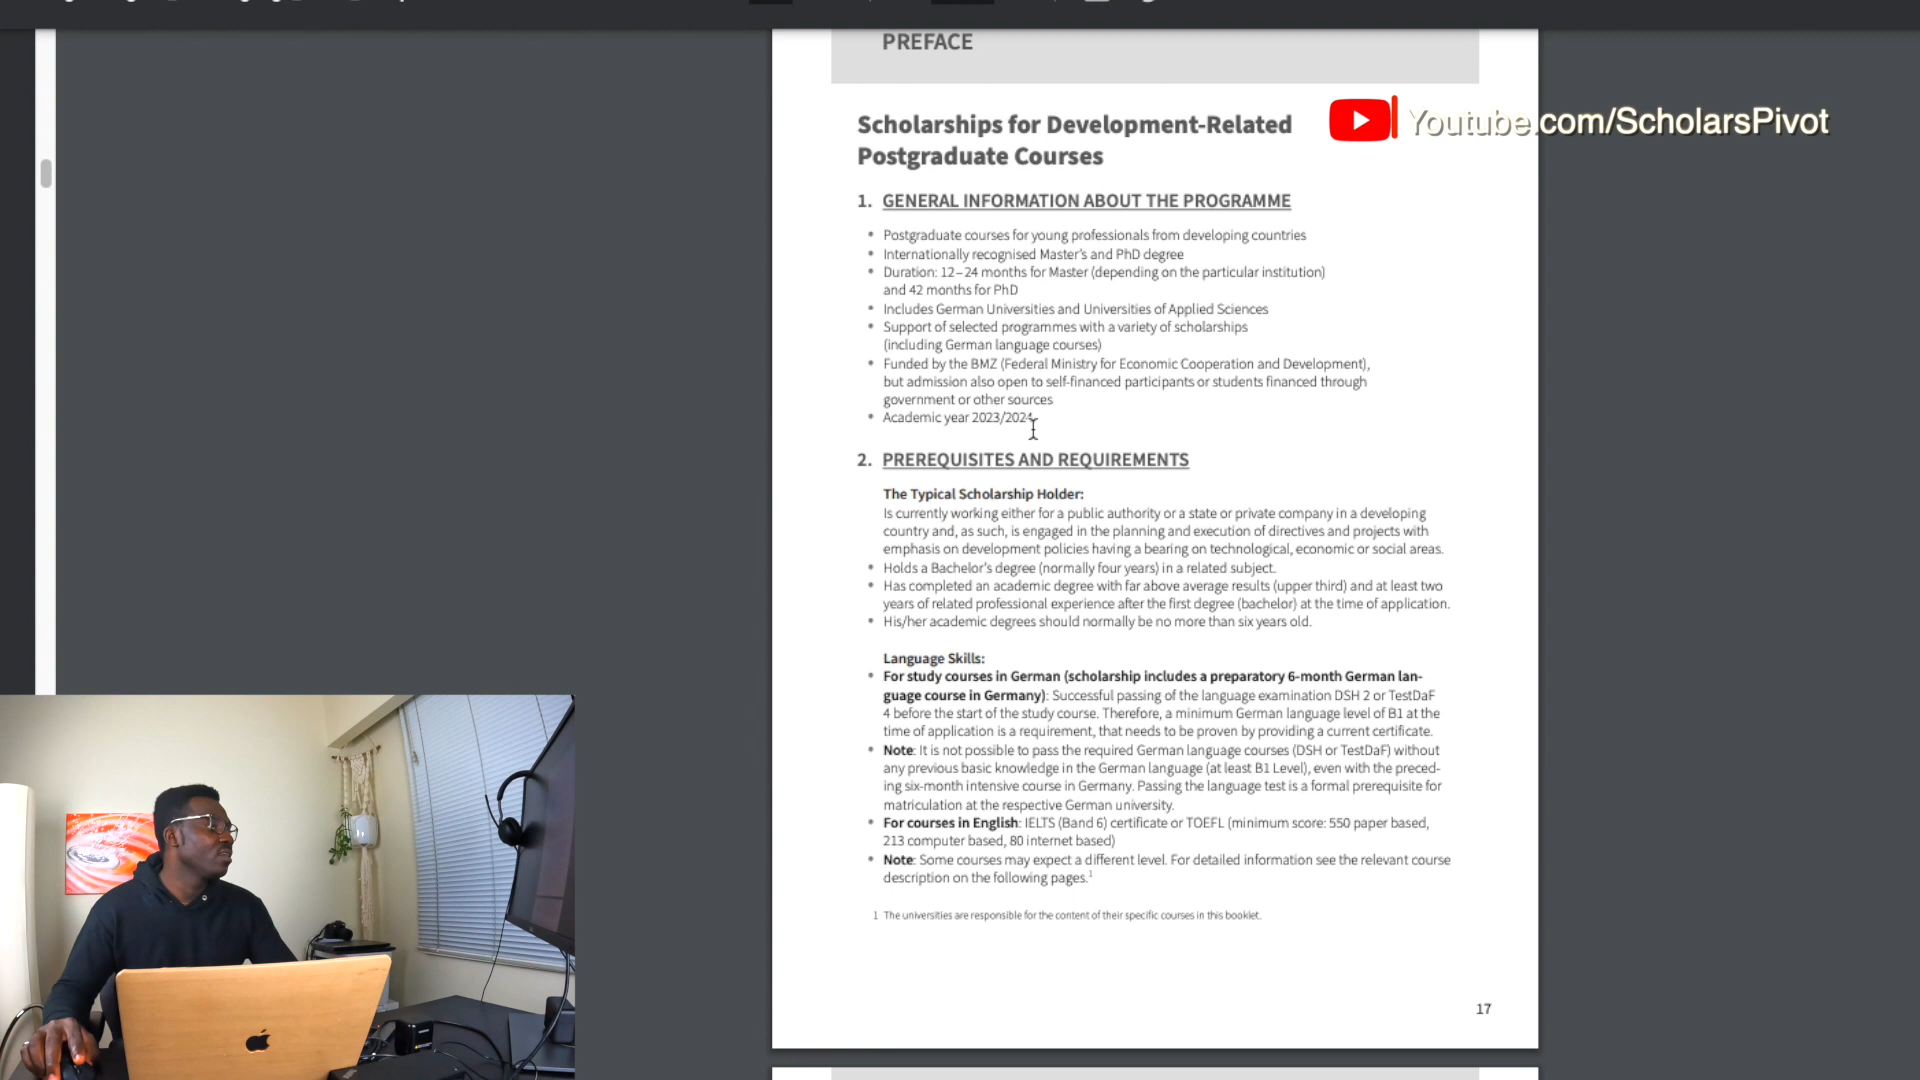 PREFACE
Youtube.com/ScholarsPivot
Scholarships for Development-Related
Postgraduate Courses
1. GENERAL INFORMATION ABOUT THE PROGRAMME
• Postgraduate courses for young professionals from developing countries
• Internationally recognised Master's and PhD degree
• Duration: 12–24 months for Master (depending on the particular institution)
and 42 months for PhD
• Includes German Universities and Universities of Applied Sciences
• Support of selected programmes with a variety of scholarships
(including German language courses)
• Funded by the BMZ (Federal Ministry for Economic Cooperation and Development),
but admission also open to self-financed participants or students financed through
government or other sources
• Academic year 2023/2024
2. PREREQUISITES AND REQUIREMENTS
The Typical Scholarship Holder:
Is currently working either for a public authority or a state or private company in a developing
country and, as such, is engaged in the planning and execution of directives and projects with
emphasis on development policies having a bearing on technological, economic or social areas.
• Holds a Bachelor's degree (normally four years) in a related subject.
• Has completed an academic degree with far above average results (upper third) and at least two
years of related professional experience after the first degree (bachelor) at the time of application.
• His/her academic degrees should normally be no more than six years old.
Language Skills:
• For study courses in German (scholarship includes a preparatory 6-month German lan-
guage course in Germany): Successful passing of the language examination DSH 2 or TestDaF
4 before the start of the study course. Therefore, a minimum German language level of B1 at the
time of application is a requirement, that needs to be proven by providing a current certificate.
• Note: It is not possible to pass the required German language courses (DSH or TestDaF) without
any previous basic knowledge in the German language (at least B1 Level), even with the preced-
ing six-month intensive course in Germany. Passing the language test is a formal prerequisite for
matriculation at the respective German university.
• For courses in English: IELTS (Band 6) certificate or TOEFL (minimum score: 550 paper based,
213 computer based, 80 internet based)
• Note: Some courses may expect a different level. For detailed information see the relevant course
description on the following pages.1
1 The universities are responsible for the content of their specific courses in this booklet.
17